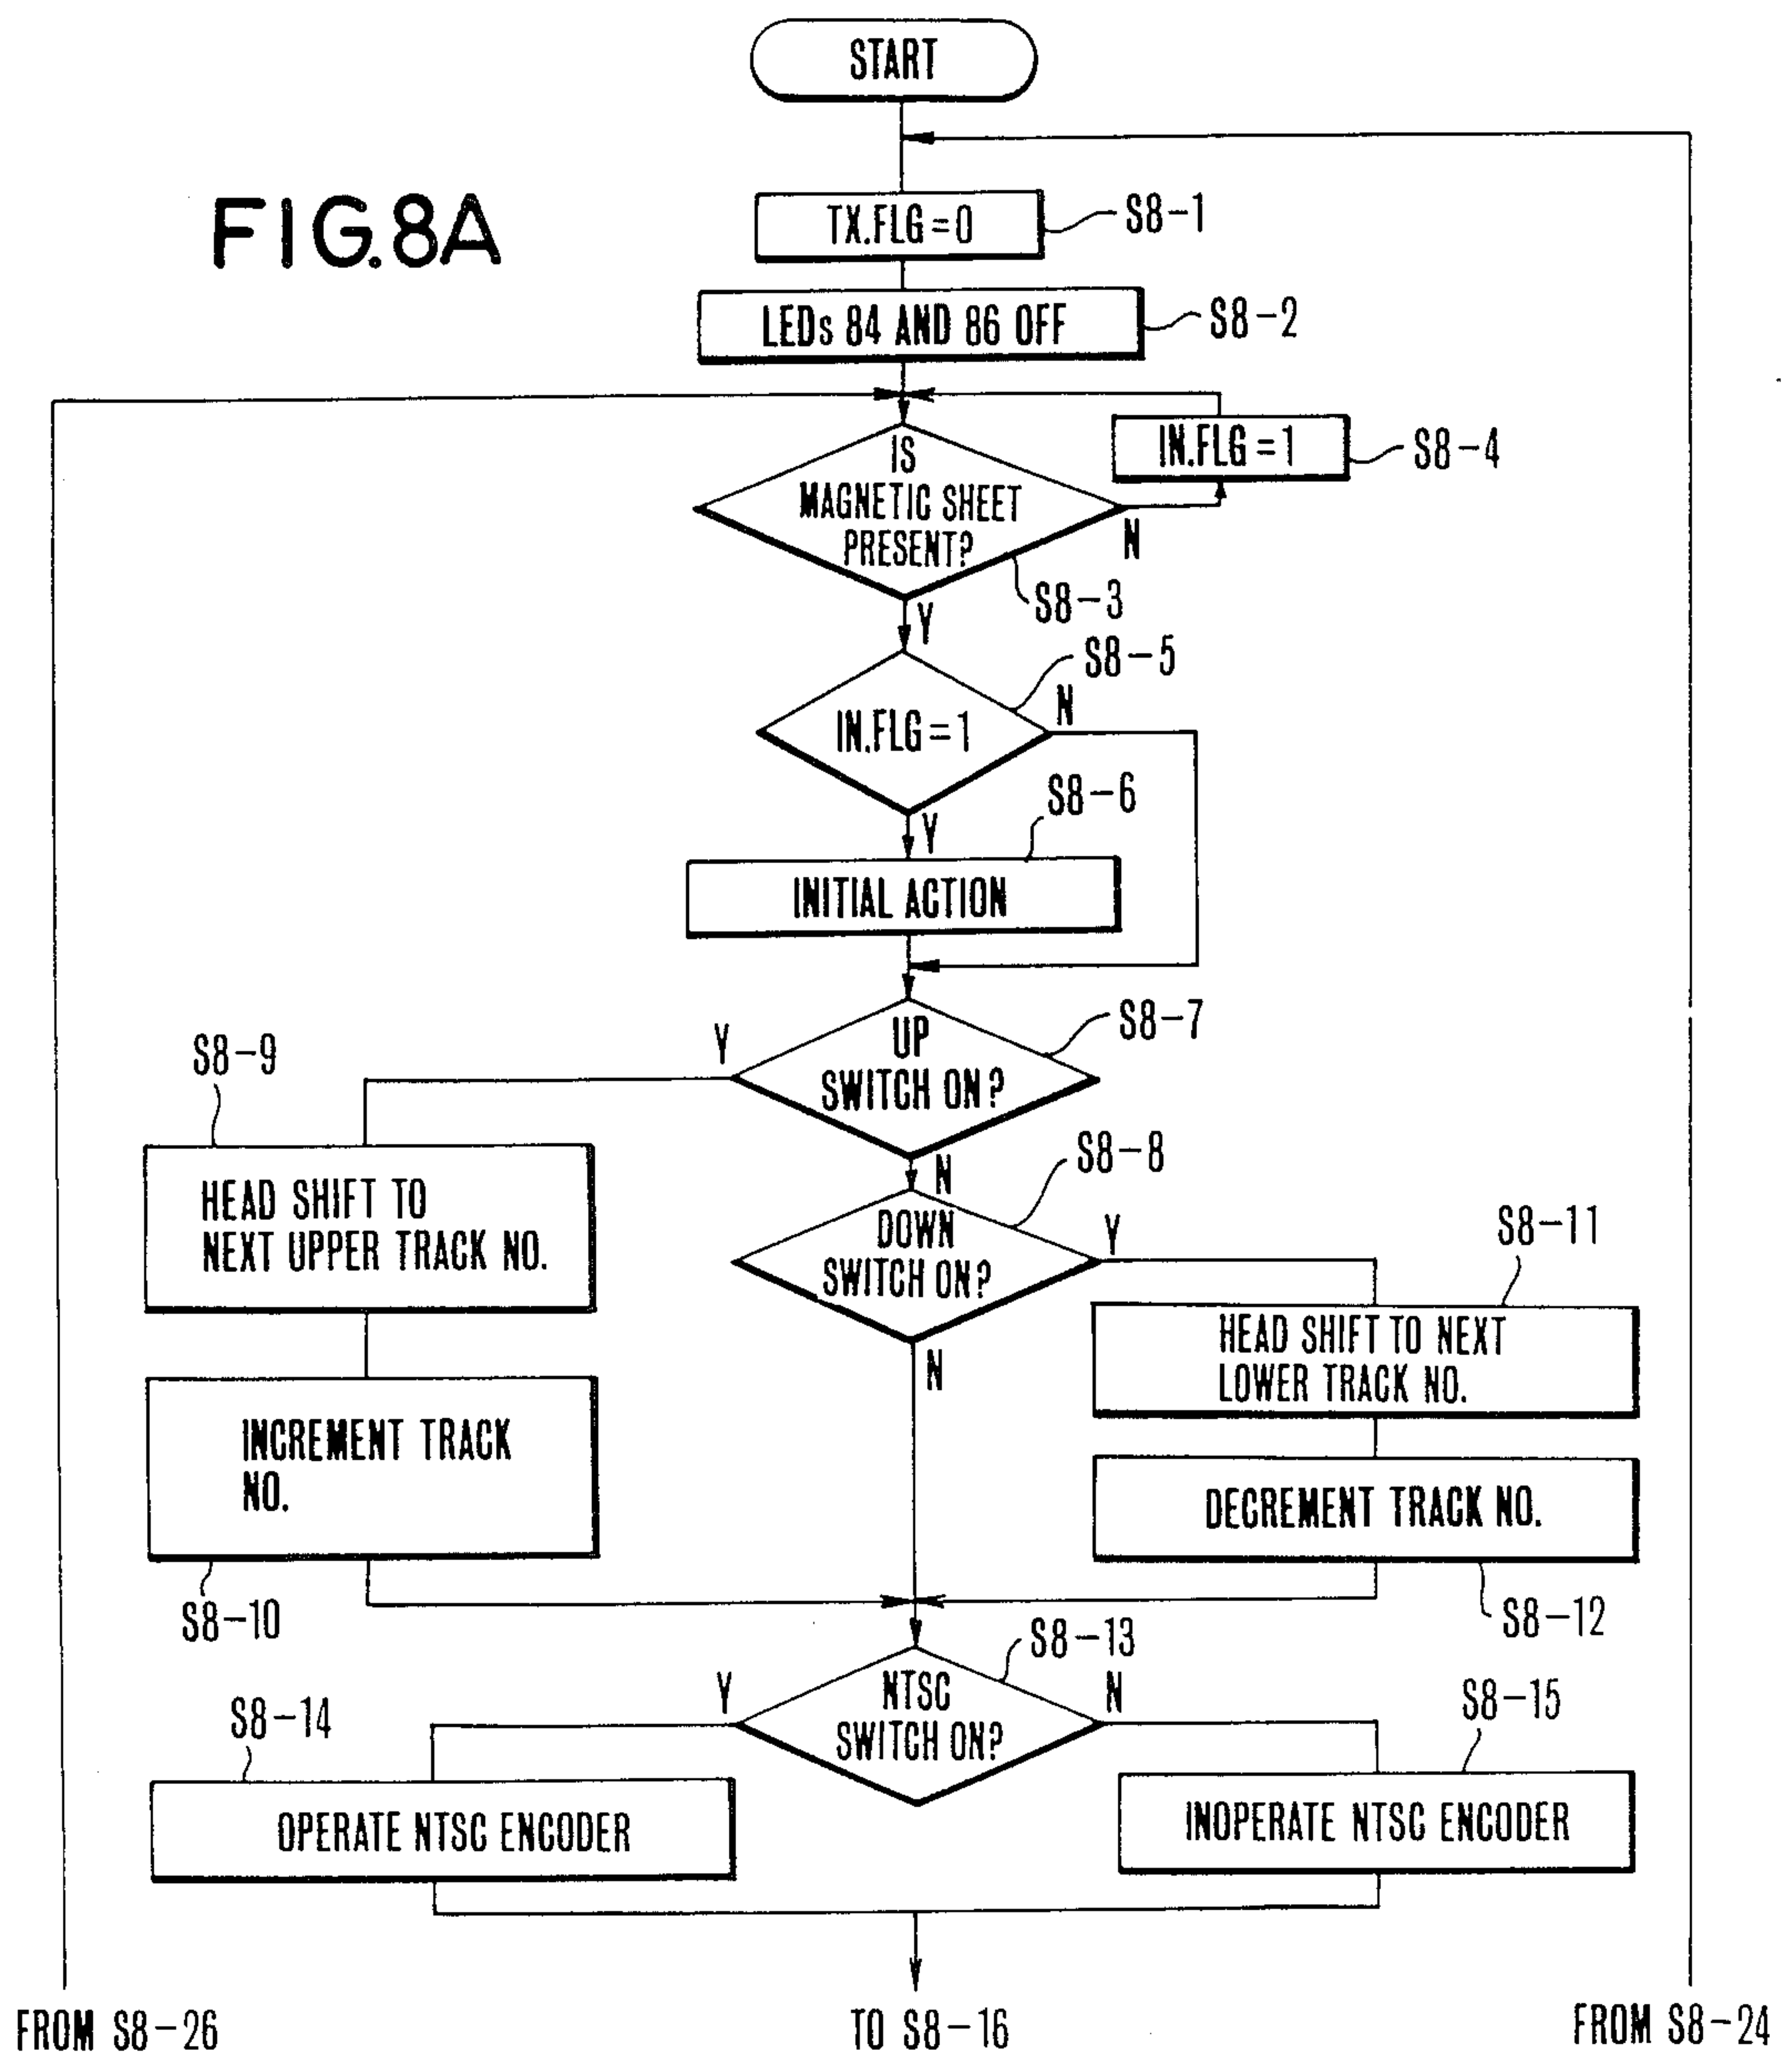 START
FIG.8A
TX.FLG=0
S8-1
LEDs 84 AND 86 OFF
S8-2
IN.FLG=1
S8-4
IS
MAGNETIC SHEET
PRESENT?
N
S8-3
Y
S8-5
IN.FLG=1
N
S8-6
Y
INITIAL ACTION
S8-7
UP
SWITCH ON?
Y
S8-9
N
S8-8
HEAD SHIFT TO
NEXT UPPER TRACK NO.
DOWN
SWITCH ON?
Y
S8-11
N
HEAD SHIFT TO NEXT
LOWER TRACK NO.
INCREMENT TRACK
NO.
DECREMENT TRACK NO.
S8-10
S8-12
S8-13
NTSC
SWITCH ON?
Y
N
S8-14
S8-15
OPERATE NTSC ENCODER
INOPERATE NTSC ENCODER
FROM S8-26
TO S8-16
FROM S8-24